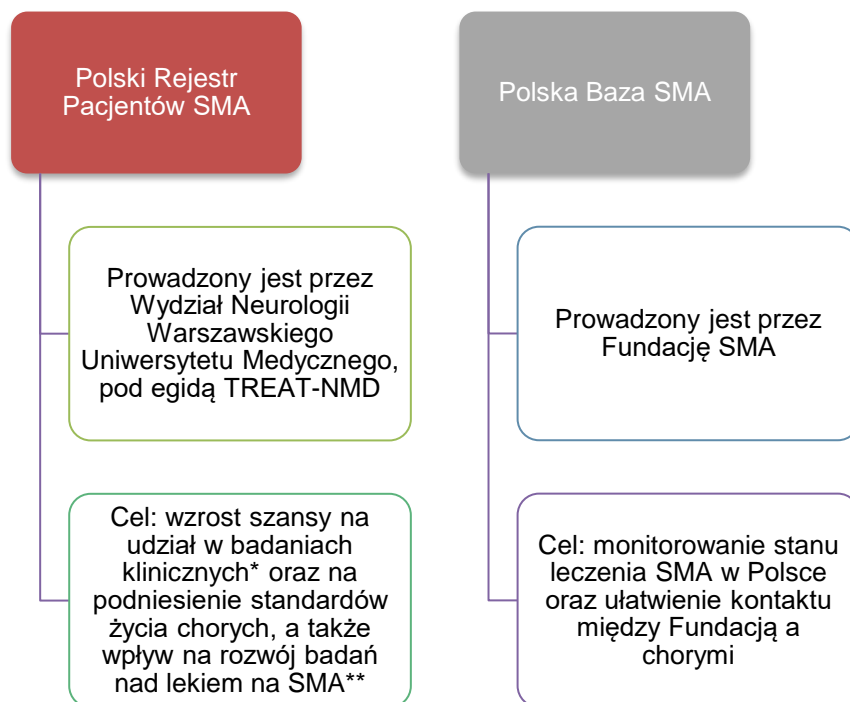 Polski Rejestr
Pacjentów SMA
Prowadzony jest przez
Wydział Neurologii
Warszawskiego
Uniwersytetu Medycznego,
pod egidą TREAT-NMD
Cel: wzrost szansy na
udział w badaniach
klinicznych* oraz na
podniesienie standardów
życia chorych, a także
wpływ na rozwój badań
nad lekiem na SMA**
Polska Baza SMA
Prowadzony jest przez
Fundację SMA
Cel: monitorowanie stanu
leczenia SMA w Polsce
oraz ułatwienie kontaktu
między Fundacją a
chorymi